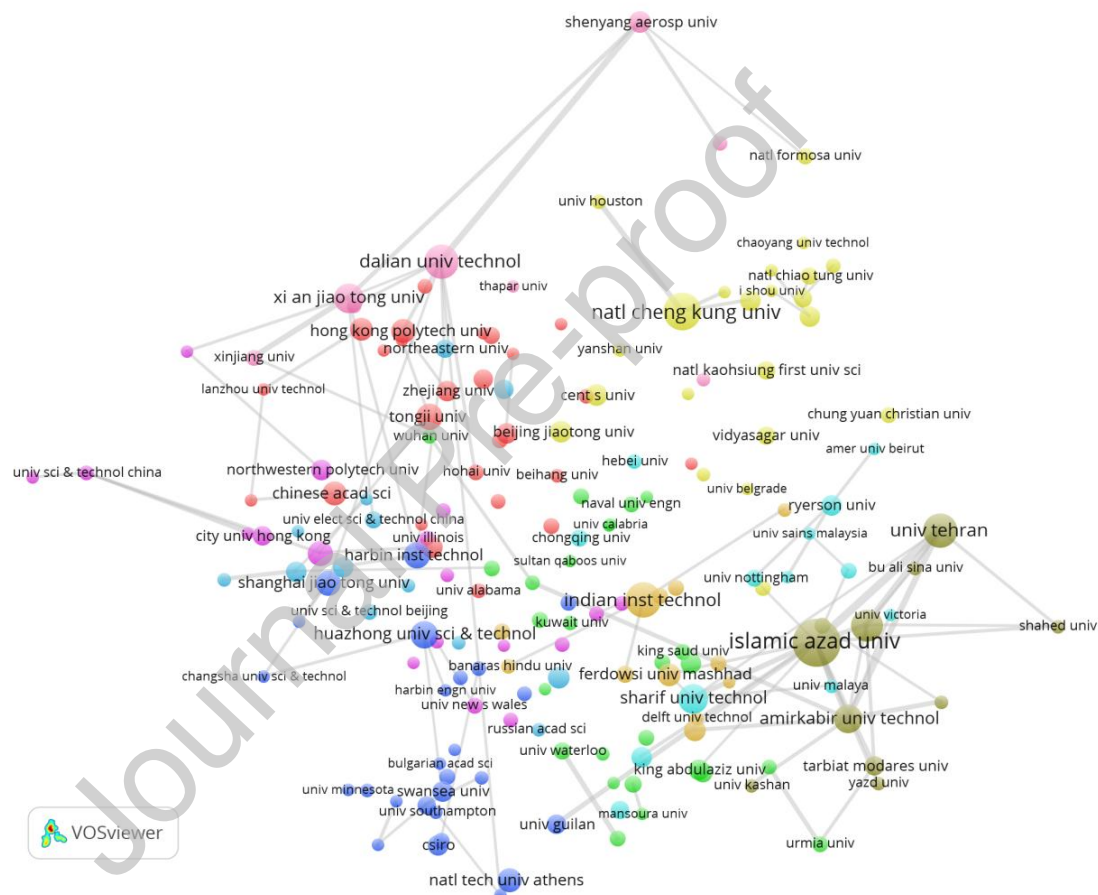 shenyang aerosp univ
natl formosa univ
univ houston
chaoyang univ technol
dalian univ technol
natl chiao tung univ
thapar univ
i shou univ
xi an jiao tong univ
natl cheng kung univ
hong kong polytech univ
northeastern univ
yanshan univ
xinjiang univ
natl kaohsiung first univ sci
lanzhou univ technol
zhejiang univ
cent s univ
tongji univ
chung yuan christian univ
wuhan univ
beijing jiaotong univ
vidyasagar univ
amer univ beirut
hebei univ
univ sci & technol china
northwestern polytech univ
hohai univ
beihang univ
univ belgrade
chinese acad sci
naval univ engn
ryerson univ
univ elect sci & technol china
univ calabria
univ tehran
city univ hong kong
univ illinois
chongqing univ
univ sains malaysia
harbin inst technol
sultan qaboos univ
bu ali sina univ
shanghai jiao tong univ
univ nottingham
univ alabama
indian inst technol
univ sci & technol beijing
univ victoria
kuwait univ
shahed univ
huazhong univ sci & technol
islamic azad univ
king saud univ
banaras hindu univ
changsha univ sci & technol
ferdowsi univ mashhad
univ malaya
harbin engn univ
sharif univ technol
univ new s wales
delft univ technol
amirkabir univ technol
russian acad sci
univ waterloo
bulgarian acad sci
king abdulaziz univ
tarbiat modares univ
univ kashan
yazd univ
univ minnesota
swansea univ
univ southampton
mansoura univ
univ guilan
csiro
urmia univ
natl tech univ athens
VOSviewer
Journal Pre-proof